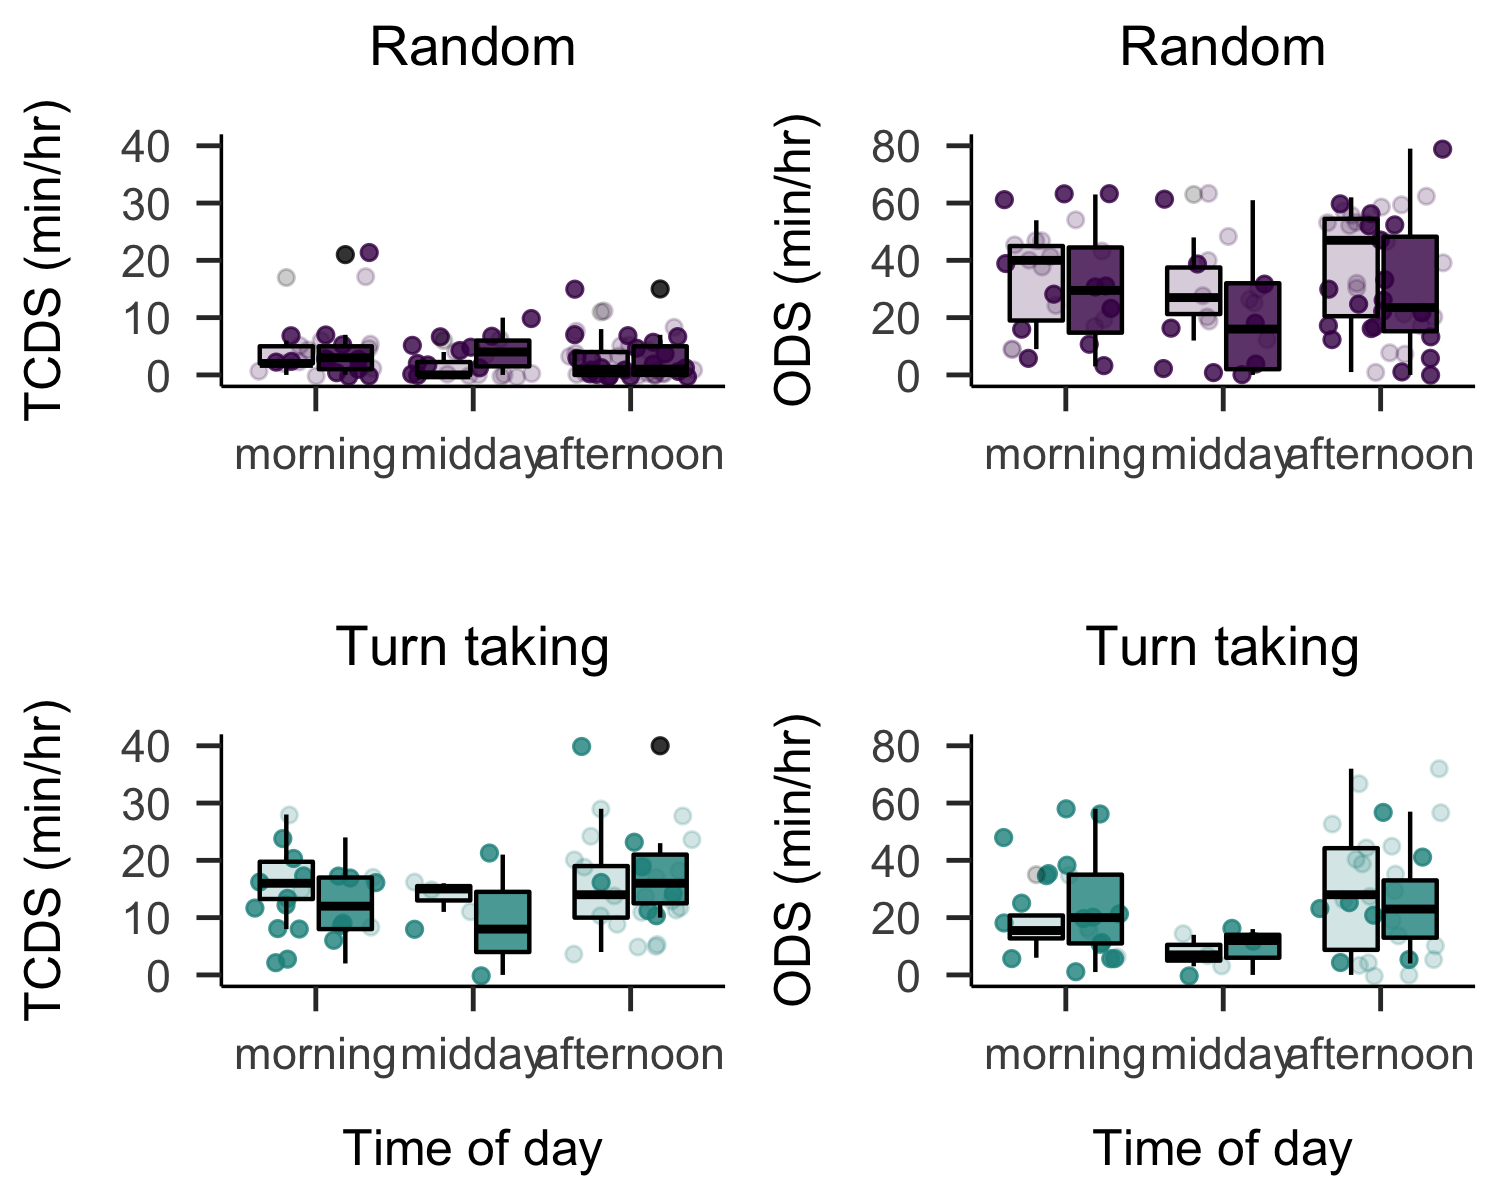 Random
TCDS (min/hr)
40
30
20
10
0
morning midday afternoon
Random
ODS (min/hr)
80
60
40
20
0
morning midday afternoon
Turn taking
TCDS (min/hr)
40
30
20
10
0
morning midday afternoon
Time of day
Turn taking
ODS (min/hr)
80
60
40
20
0
morning midday afternoon
Time of day